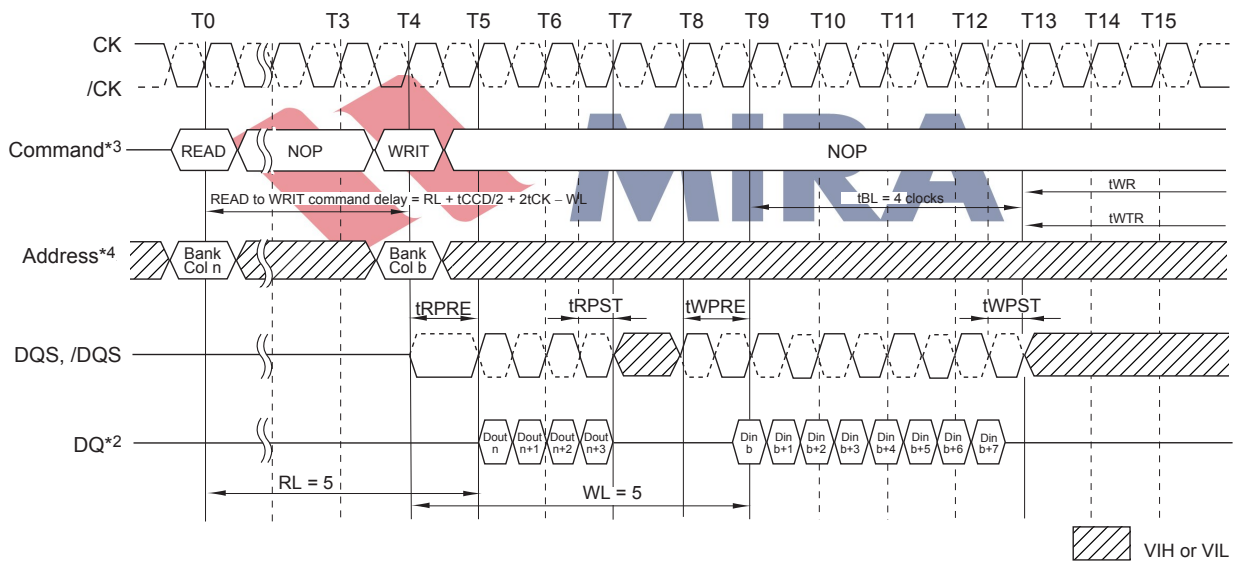 T0 T3 T4 T5 T6 T7 T8 T9 T10 T11 T12 T13 T14 T15
CK
/CK
Command*3 READ NOP WRIT NOP
MIRA
READ to WRIT command delay = RL + tCCD/2 + 2tCK – WL
tBL = 4 clocks
tWR
tWTR
Address*4 Bank Col n Bank Col b
tRPRE tRPST tWPRE tWPST
DQS, /DQS
DQ*2 Dout n Dout n+1 Dout n+2 Dout n+3 Din b Din b+1 Din b+2 Din b+3 Din b+4 Din b+5 Din b+6 Din b+7
RL = 5
WL = 5
VIH or VIL